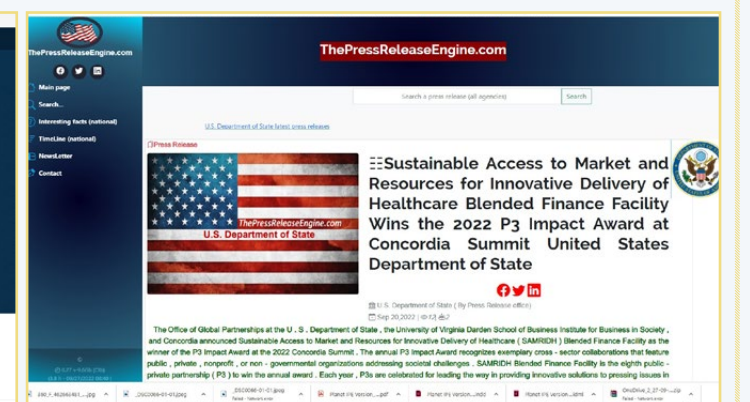 ThePressReleaseEngine.com
Main page
Search...
Interesting facts (national)
TimeLine (national)
NewsLetter
Contact
ThePressReleaseEngine.com
Search a press release (all agencies)
Search
U.S. Department of State latest press releases
Press Release
ThePressReleaseEngine.com
U.S. Department of State
Sustainable Access to Market and
Resources for Innovative Delivery of
Healthcare Blended Finance Facility
Wins the 2022 P3 Impact Award at
Concordia Summit United States
Department of State
U.S. Department of State ( By Press Release office)
Sep 20,2022
The Office of Global Partnerships at the U . S . Department of State , the University of Virginia Darden School of Business Institute for Business in Society ,
and Concordia announced Sustainable Access to Market and Resources for Innovative Delivery of Healthcare ( SAMRIDH ) Blended Finance Facility as the
winner of the P3 Impact Award at the 2022 Concordia Summit . The annual P3 Impact Award recognizes exemplary cross - sector collaborations that feature
public , private , nonprofit , or non - governmental organizations addressing societal challenges . SAMRIDH Blended Finance Facility is the eighth public -
private partnership ( P3 ) to win the annual award . Each year , P3s are celebrated for leading the way in providing innovative solutions to pressing issues in